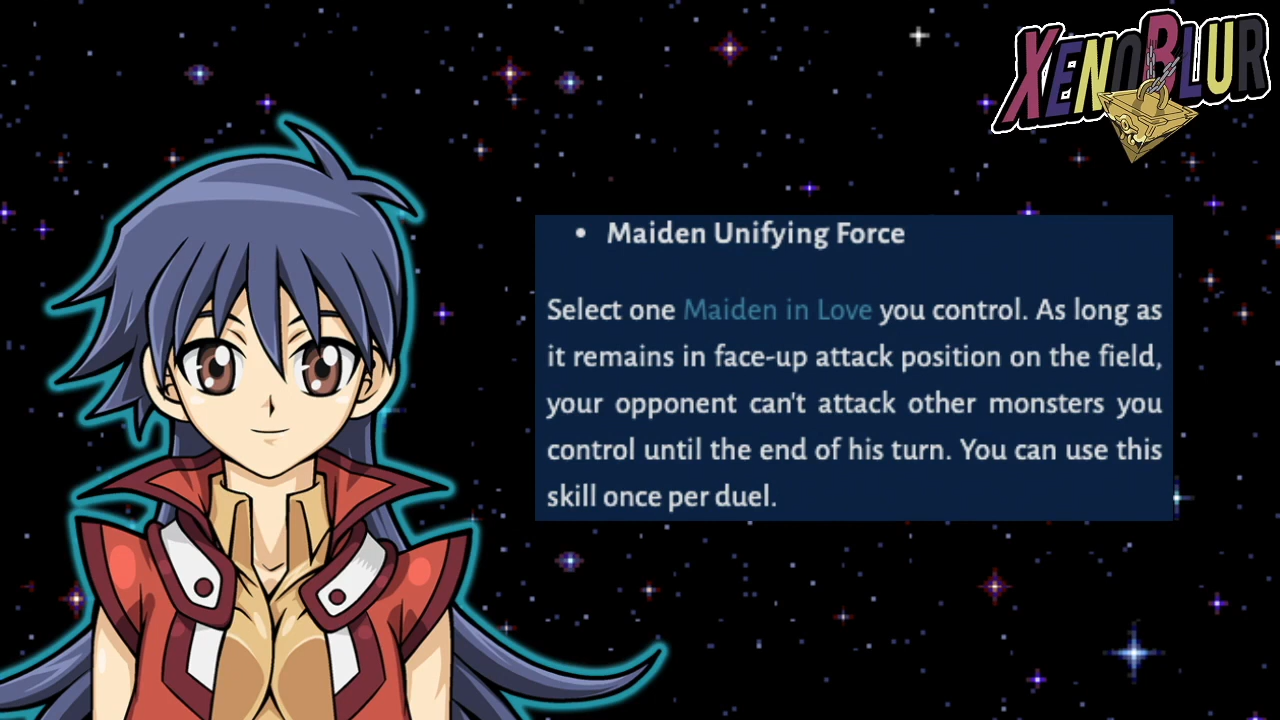 XENOBLUR
• Maiden Unifying Force
Select one Maiden in Love you control. As long as
it remains in face-up attack position on the field,
your opponent can't attack other monsters you
control until the end of his turn. You can use this
skill once per duel.